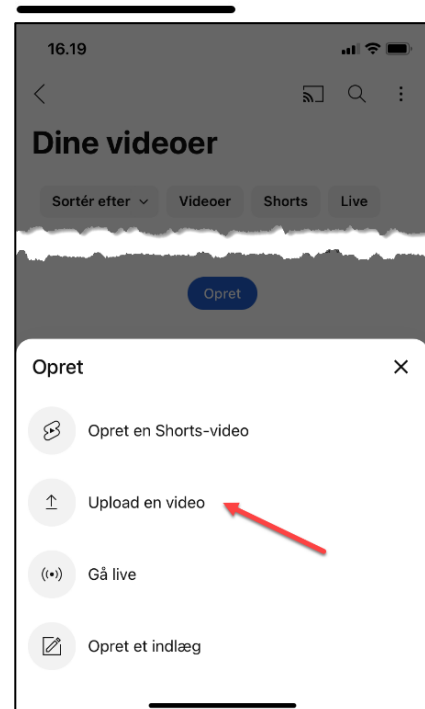 16.19
Dine videoer
Sortér efter Videoer Shorts Live
Opret
Opret
Opret en Shorts-video
Upload en video
Gå live
Opret et indlæg